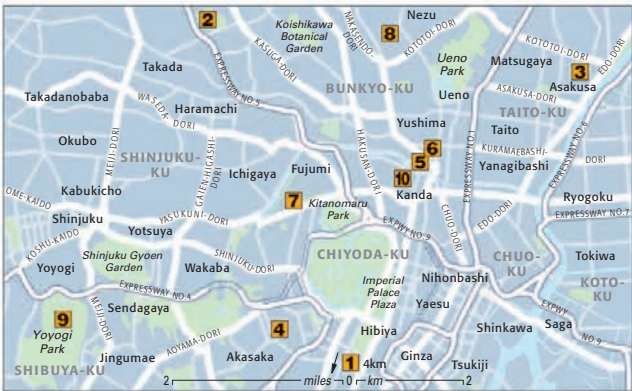 2
Koishikawa
Botanical
Garden
NAKASENDO-
DORI
8
Nezu
KOTOTOI-DORI
Ueno
Park
Matsugaya
KOTOTOI-DORI
3
Asakusa
EDO-DORI
Takada
EXPRESSWAY NO.5
KASUGA-DORI
BUNKYO-KU
Ueno
ASAKUSA-DORI
TAITO-KU
Takadanobaba
WASEDA-DORI
Haramachi
Yushima
Taito
EXPRESSWAY NO.6
Okubo
MEIJI-DORI
SHINJUKU-
KU
GAIEN-HIGASHI-
DORI
Ichigaya
Fujumi
HAKUSAN-DORI
6
5
10
EXPRESSWAY NO.1
KURAMAEBASHI-
DORI
Yanagibashi
OME-KAIDO
Kabukicho
7
Kitanomaru
Park
Kanda
Ryogoku
EXPRESSWAY NO.7
Shinjuku
YASUKUNI-DORI
KOSHU-KAIDO
Yotsuya
CHUO-DORI
EDO-DORI
EXPWY NO.9
Yoyogi
Shinjuku Gyoen
Garden
Wakaba
SHINJUKU-DORI
CHIYODA-KU
CHUO-
KU
Tokiwa
KOTO-
KU
Imperial
Palace
Plaza
Nihonbashi
EXPRESSWAY NO.4
9
Yoyogi
Park
MEIJI-DORI
Sendagaya
4
Yaesu
Shinkawa
Saga
EXPWY
NO.9
SHIBUYA-KU
Jingumae
AOYAMA-DORI
Akasaka
Hibiya
1
4km
Ginza
Tsukiji
2 miles 0 km 2